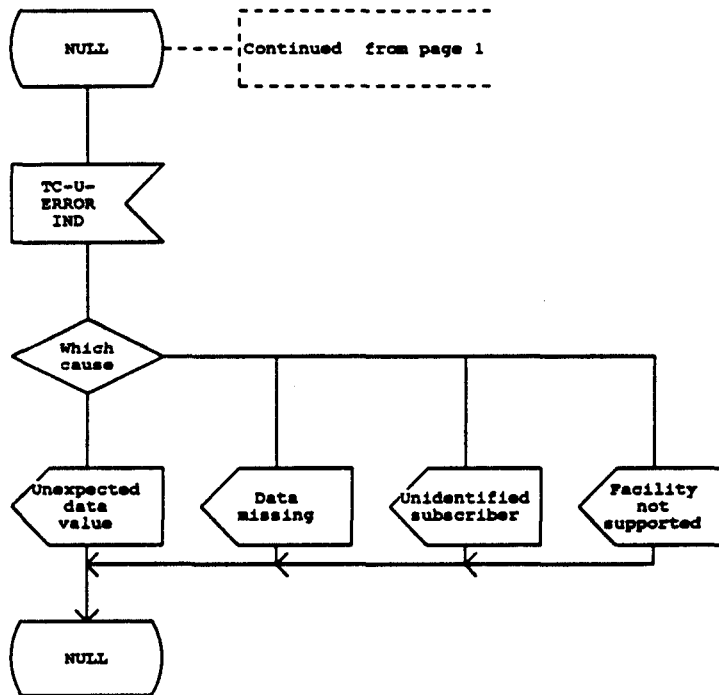 NULL
Continued from page 1
TC-U-
ERROR
IND
Which
cause
Unexpected
data
value
Data
missing
Unidentified
subscriber
Facility
not
supported
NULL